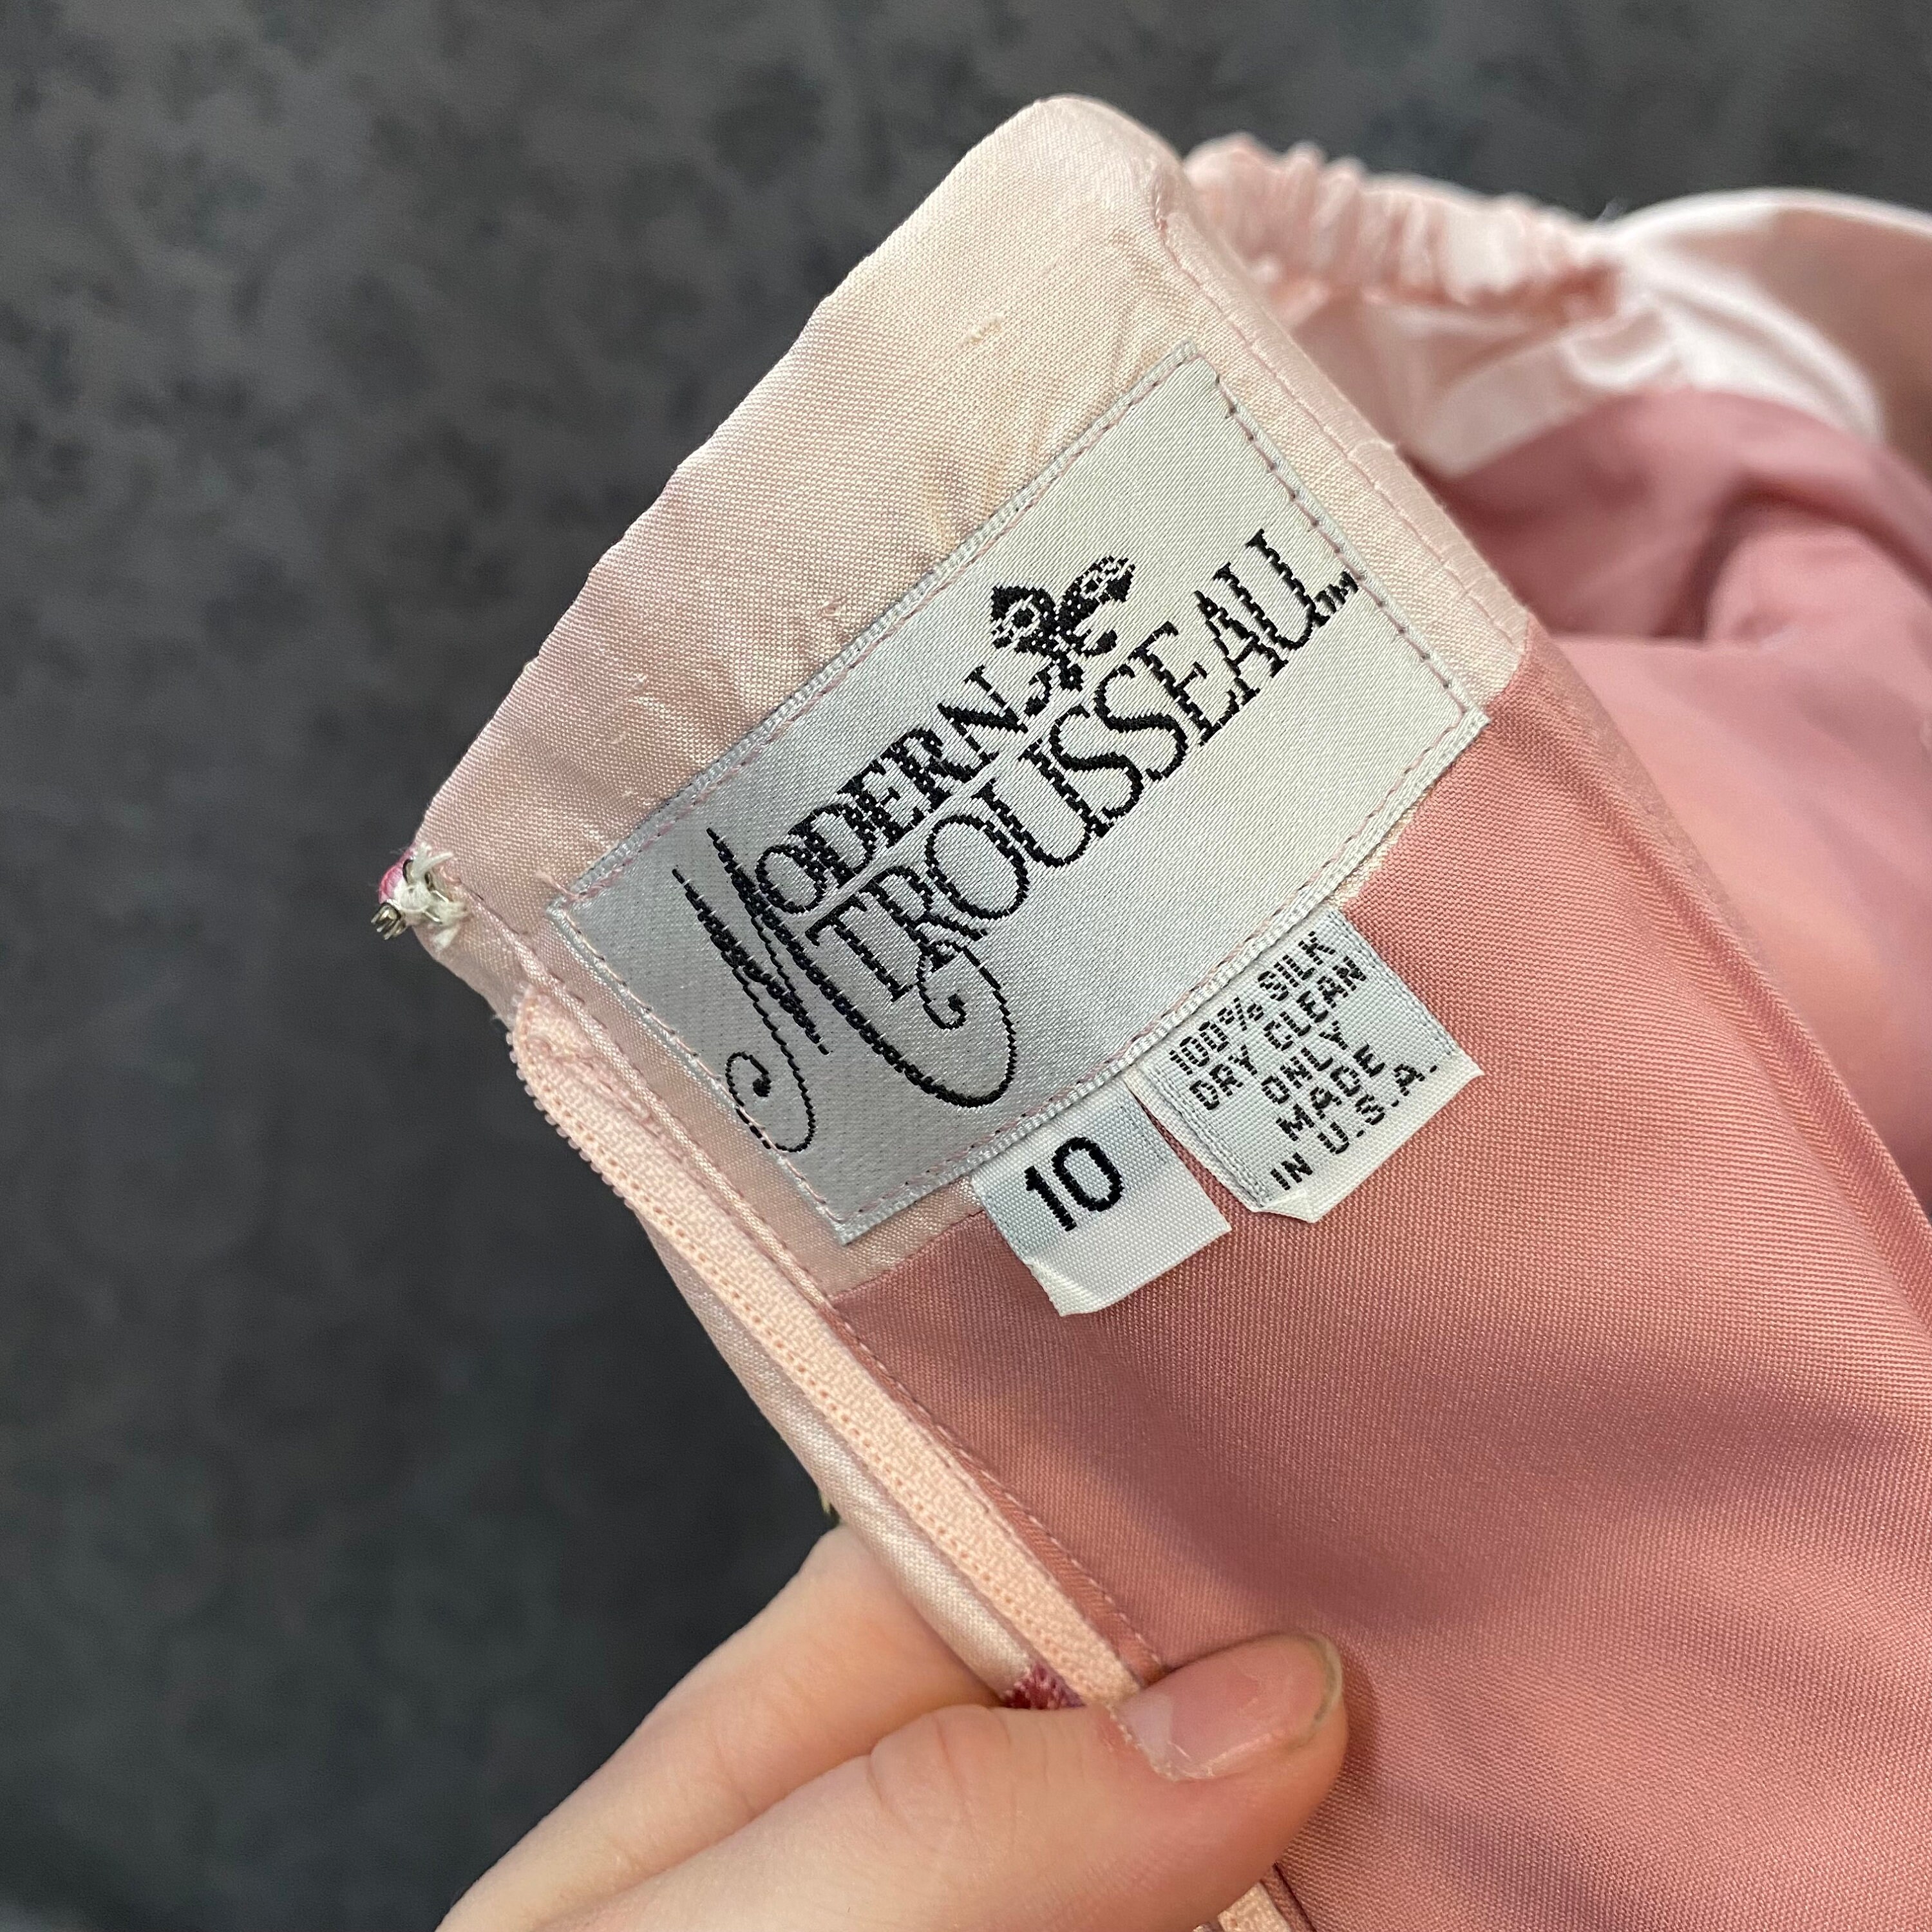 MODERN
TROUSSEAU™
10
100% SILK
DRY CLEAN
ONLY
MADE
IN U.S.A.